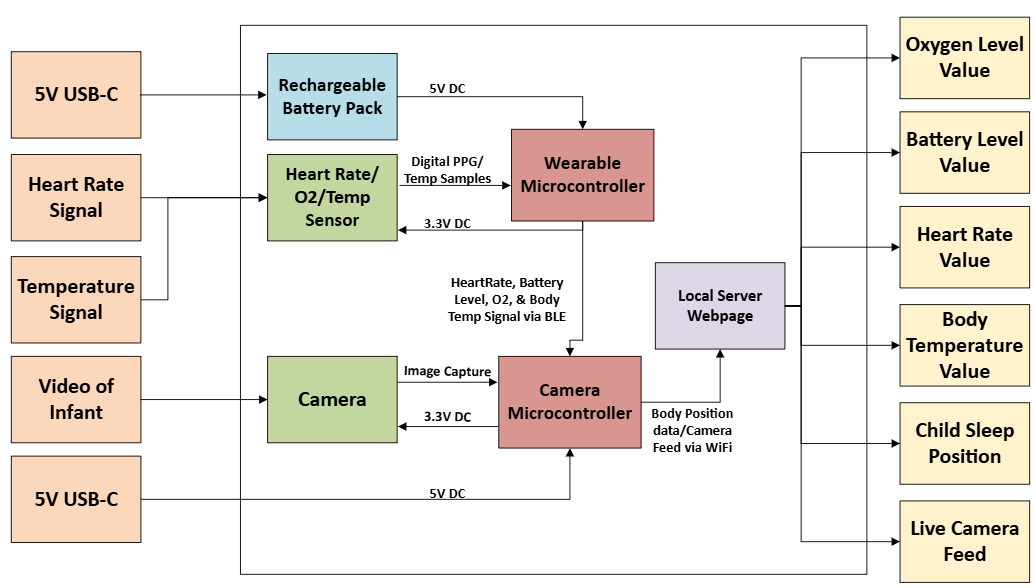 5V USB-C
Heart Rate
Signal
Temperature
Signal
Video of
Infant
5V USB-C
Rechargeable
Battery Pack
5V DC
Heart Rate/
O2/Temp
Sensor
Digital PPG/
Temp Samples
3.3V DC
Wearable
Microcontroller
HeartRate, Battery
Level, O2, & Body
Temp Signal via BLE
Camera
Image Capture
3.3V DC
Camera
Microcontroller
5V DC
Body Position
data/Camera
Feed via WiFi
Local Server
Webpage
Oxygen Level
Value
Battery Level
Value
Heart Rate
Value
Body
Temperature
Value
Child Sleep
Position
Live Camera
Feed